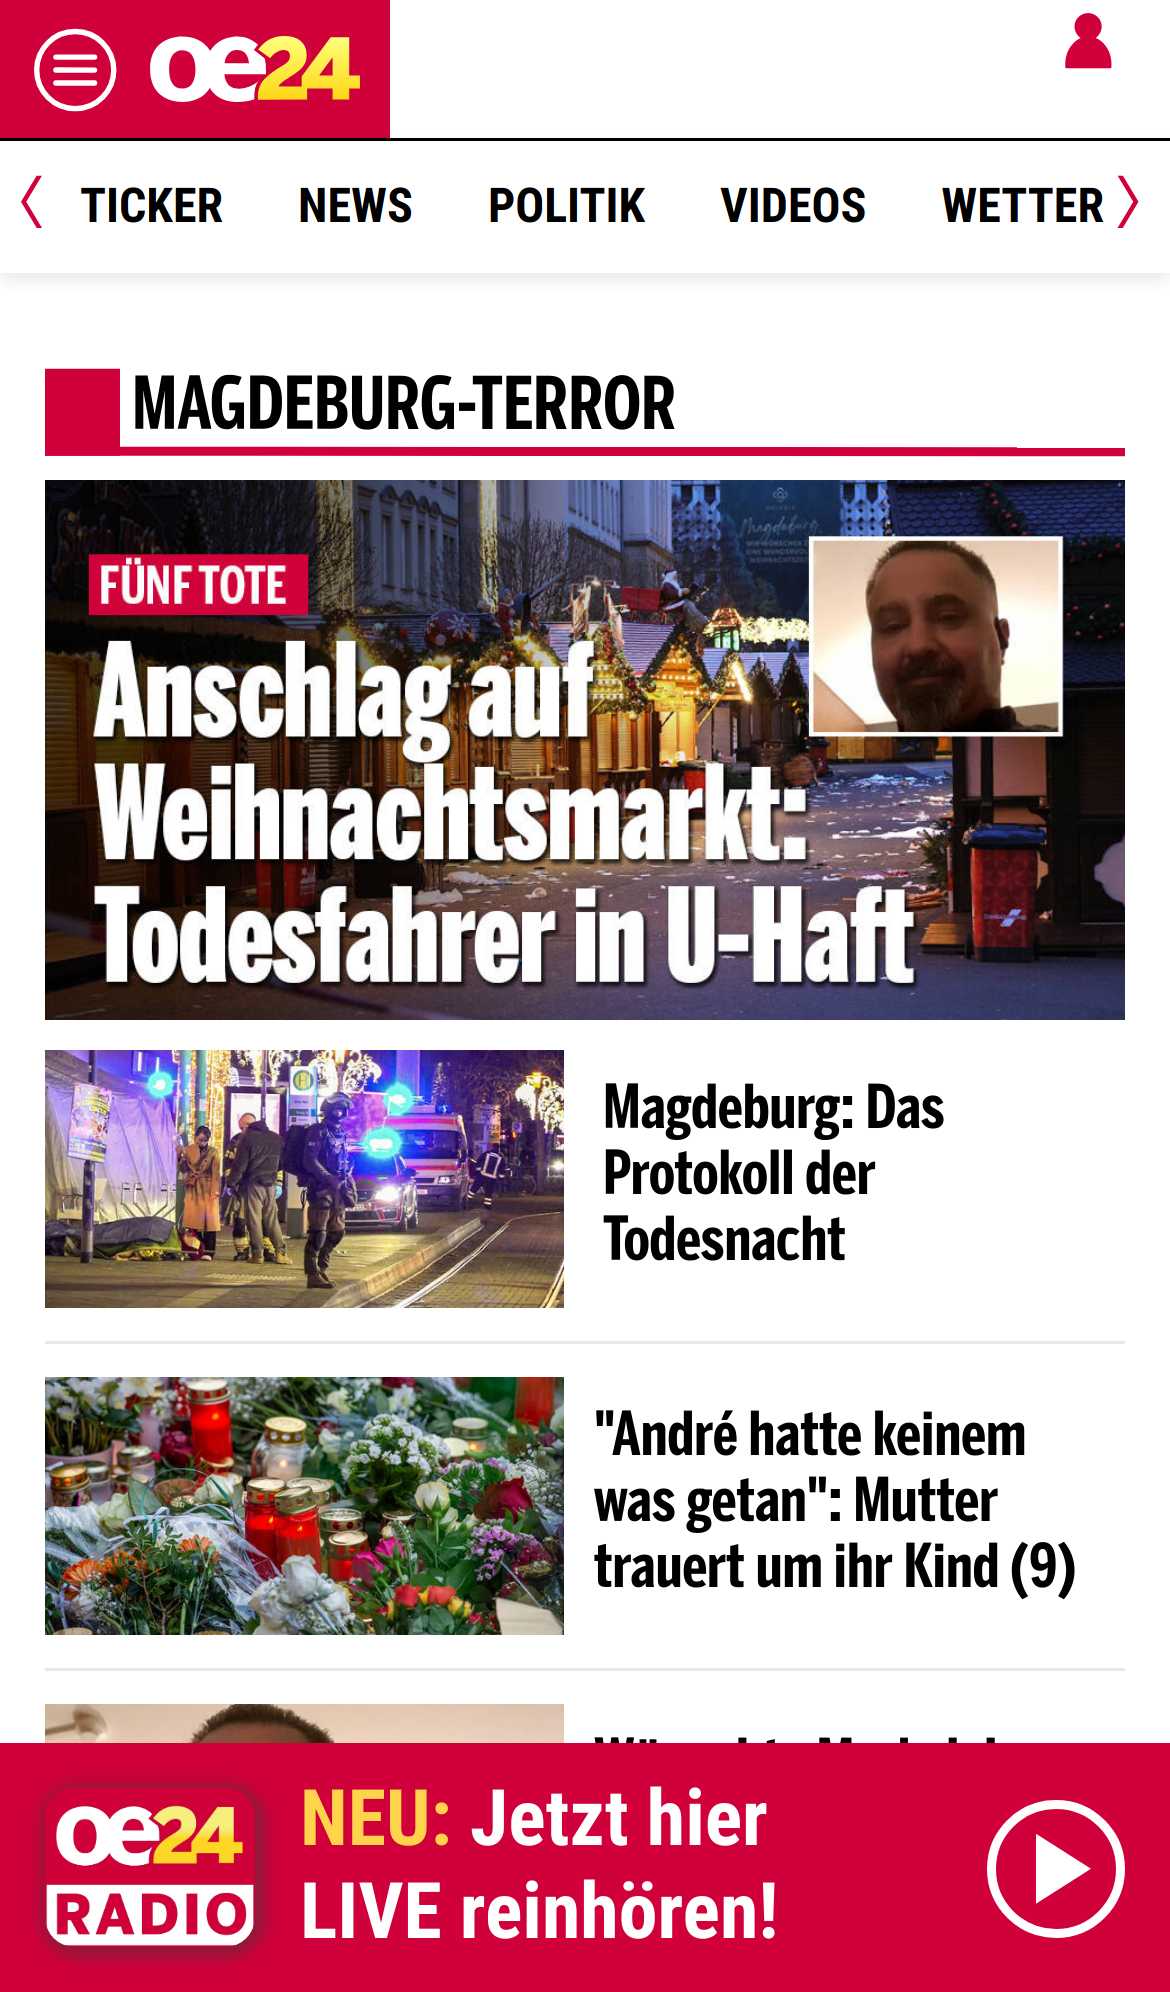 oe24
TICKER NEWS POLITIK VIDEOS WETTER
MAGDEBURG-TERROR
Magdeburg
FÜNF TOTE
Anschlag auf
Weihnachtsmarkt:
Todesfahrer in U-Haft
Magdeburg: Das
Protokoll der
Todesnacht
"André hatte keinem
was getan": Mutter
trauert um ihr Kind (9)
oe24
RADIO
NEU: Jetzt hier
LIVE reinhören!